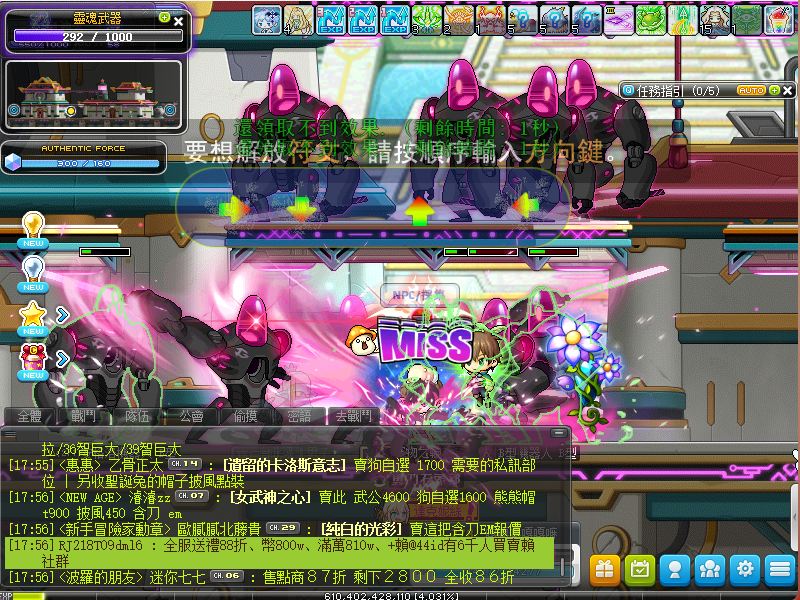 靈魂武器
292 / 1000
AUTHENTIC FORCE
300 / 160
EXP EXP EXP
任務指引 (0/5) AUTO
還領取不到效果。(剩餘時間: 1秒)
要想解放符文，請按順序輸入方向鍵。
NEW
NEW
NEW
NEW
MISS
全體 戰鬥 隊伍 公會 偷摸 密語 去戰鬥
拉/36智巨太/39智巨太
[17:55]<惠惠> 乙骨正太 CH.14 : [遺留的卡洛斯意志] 賣狗自選 1700 需要的私訊部
位 | 另收聖誕兔的帽子披風點裝
[17:56]<NEW AGE> 濬濬zz CH.07 : [女武神之心] 賣此 武公4600 狗自選1600 熊熊帽
t900 披風450 含刀 em
[17:56]<新手冒險家勳章> 歐膩膩北藤貴 CH.29 : [純白的光彩] 賣這把含刀EM報價
[17:56]RJ218T09dm16 : 全服送禮88折、幣800w、滿萬810w、+賴@44id有6千人買賣賴
社群
[17:56]<波羅的朋友> 迷你七七 CH.06 : 售點商８７折 剩下２８００ 全收８６折
EXP 610,402,428,110 [4.031%]